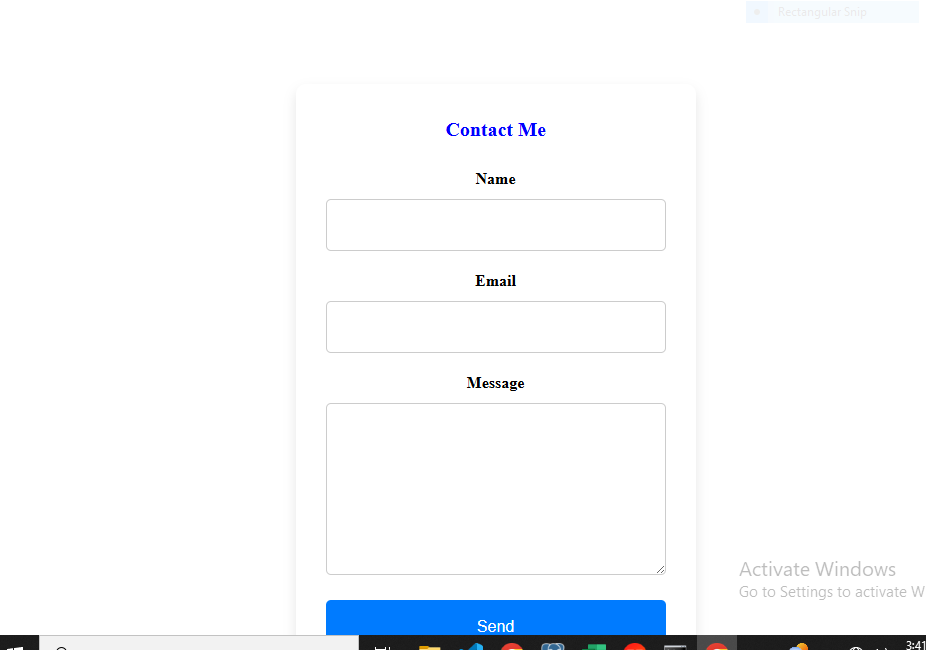 Rectangular Snip
Contact Me
Name
Email
Message
Activate Windows
Go to Settings to activate W
Send
3:41